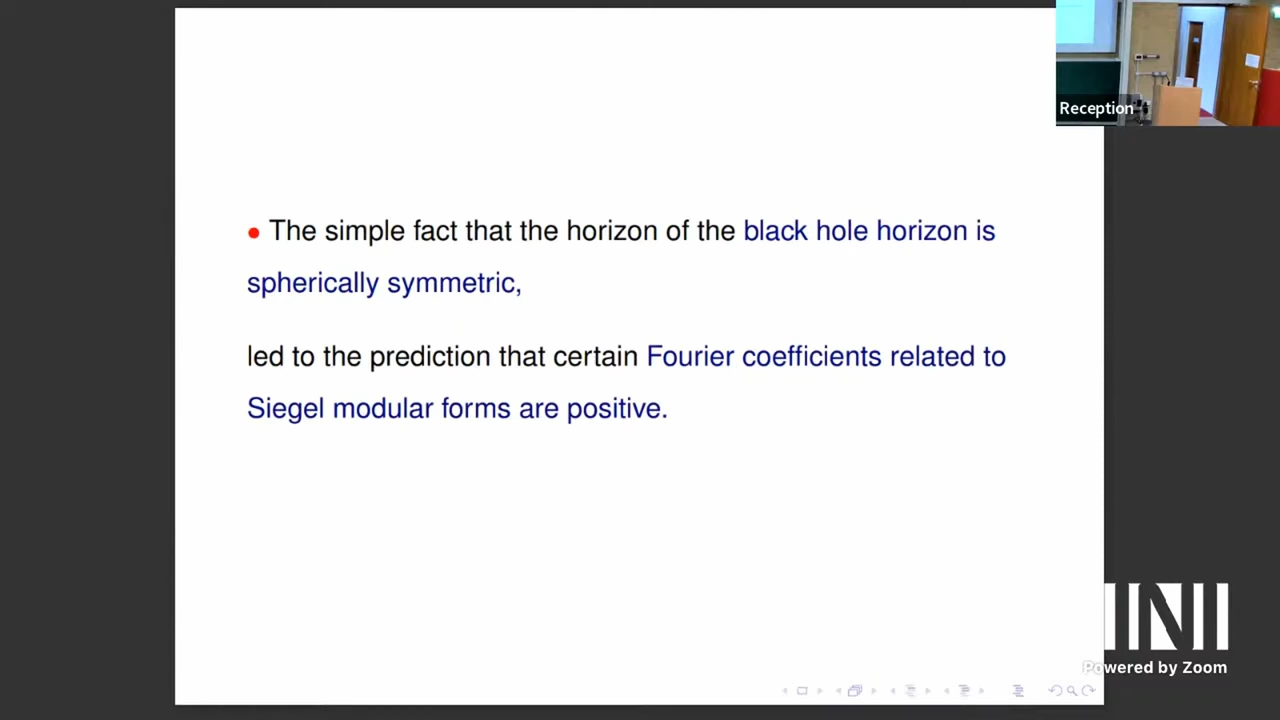 Reception
• The simple fact that the horizon of the black hole horizon is
spherically symmetric,
led to the prediction that certain Fourier coefficients related to
Siegel modular forms are positive.
INI
Powered by Zoom